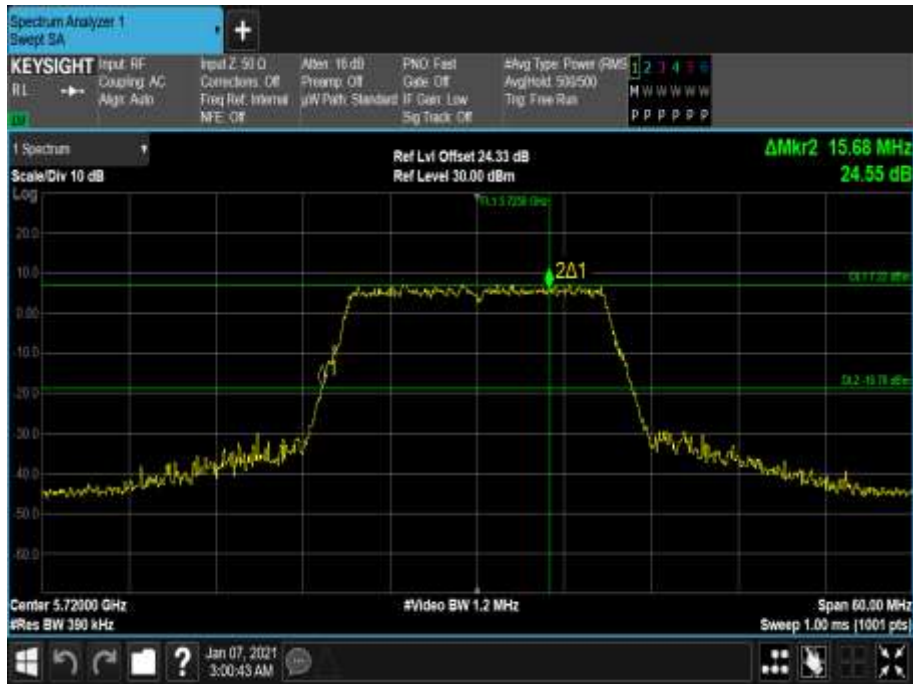 Spectrum Analyzer 1
Swept SA
+
KEYSIGHT
RL
Input: RF
Coupling: AC
Align: Auto
Input Z: 50 Ω
Corrections: Off
Freq Ref: Internal
NFE: Off
Atten: 16 dB
Preamp: Off
µW Path: Standard
PNO: Fast
Gate: Off
IF Gain: Low
Sig Track: Off
#Avg Type: Power (RMS
Avg|Hold: 500/500
Trig: Free Run
1 2 3 4 5 6
M W W W W W
P P P P P P
1 Spectrum
Scale/Div 10 dB
Log
Ref Lvl Offset 24.33 dB
Ref Level 30.00 dBm
ΔMkr2 15.68 MHz
24.55 dB
20.0
10.0
0.00
-10.0
-20.0
-30.0
-40.0
-50.0
-60.0
2Δ1
Center 5.72000 GHz
#Res BW 390 kHz
#Video BW 1.2 MHz
Span 60.00 MHz
Sweep 1.00 ms (1001 pts)
?
Jan 07, 2021
3:00:43 AM